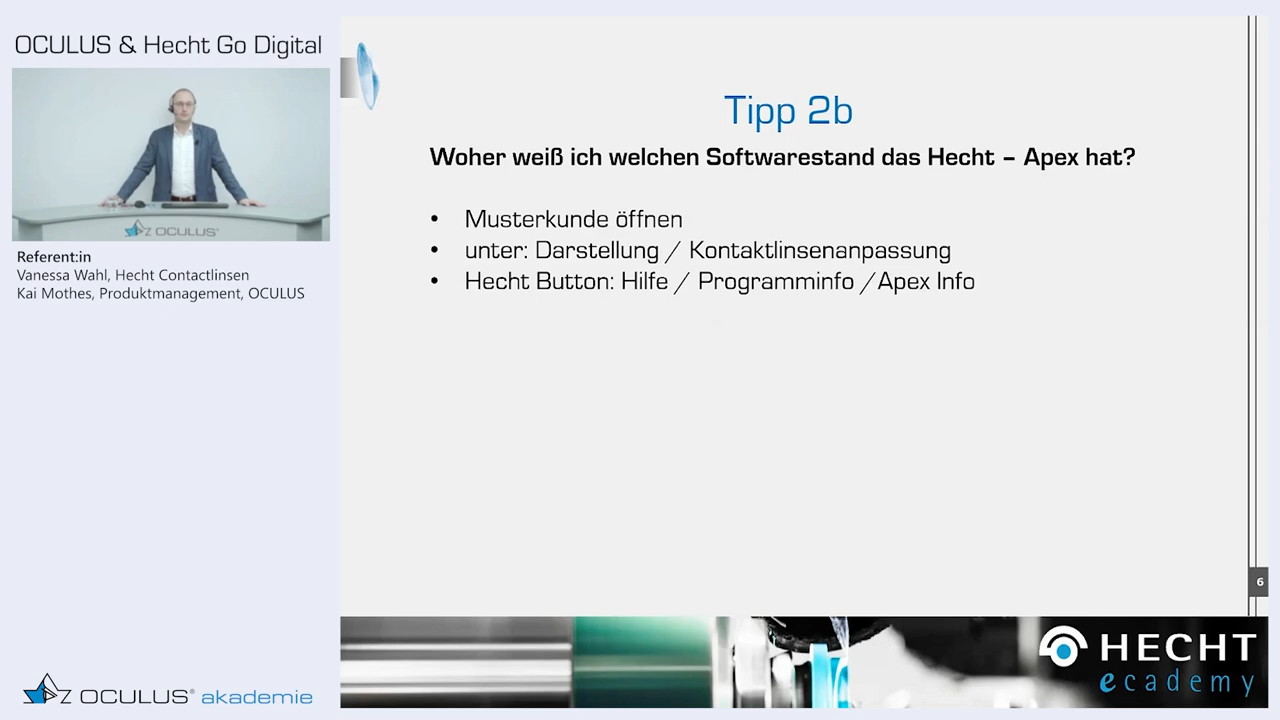 OCULUS & Hecht Go Digital
OCULUS®
Referent:in
Vanessa Wahl, Hecht Contactlinsen
Kai Mothes, Produktmanagement, OCULUS
Tipp 2b
Woher weiß ich welchen Softwarestand das Hecht – Apex hat?
• Musterkunde öffnen
• unter: Darstellung / Kontaktlinsenanpassung
• Hecht Button: Hilfe / Programminfo /Apex Info
6
OCULUS® akademie
HECHT
ecademy